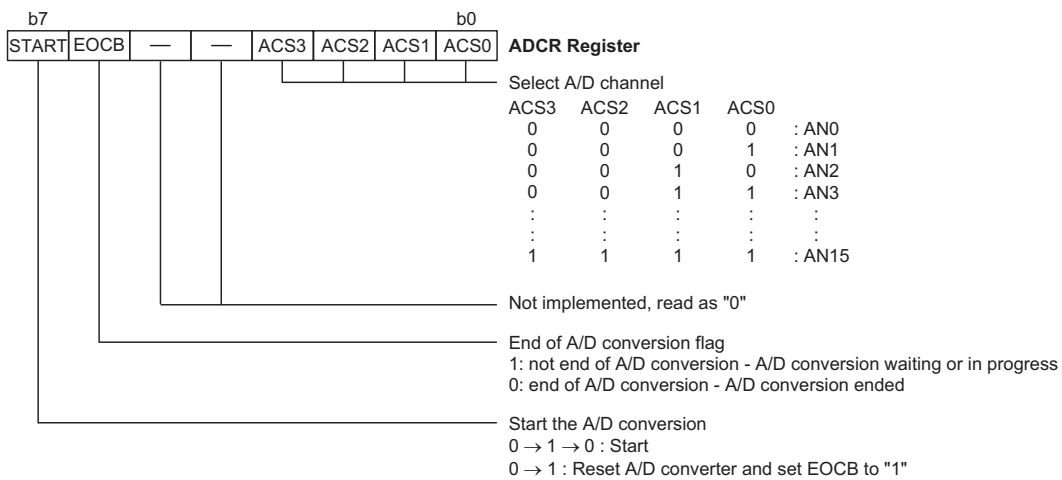 b7 b0
START EOCB — — ACS3 ACS2 ACS1 ACS0 ADCR Register
Select A/D channel
ACS3 ACS2 ACS1 ACS0
0 0 0 0 : AN0
0 0 0 1 : AN1
0 0 1 0 : AN2
0 0 1 1 : AN3
: : : : :
: : : : :
1 1 1 1 : AN15
Not implemented, read as "0"
End of A/D conversion flag
1: not end of A/D conversion - A/D conversion waiting or in progress
0: end of A/D conversion - A/D conversion ended
Start the A/D conversion
0 → 1 → 0 : Start
0 → 1 : Reset A/D converter and set EOCB to "1"